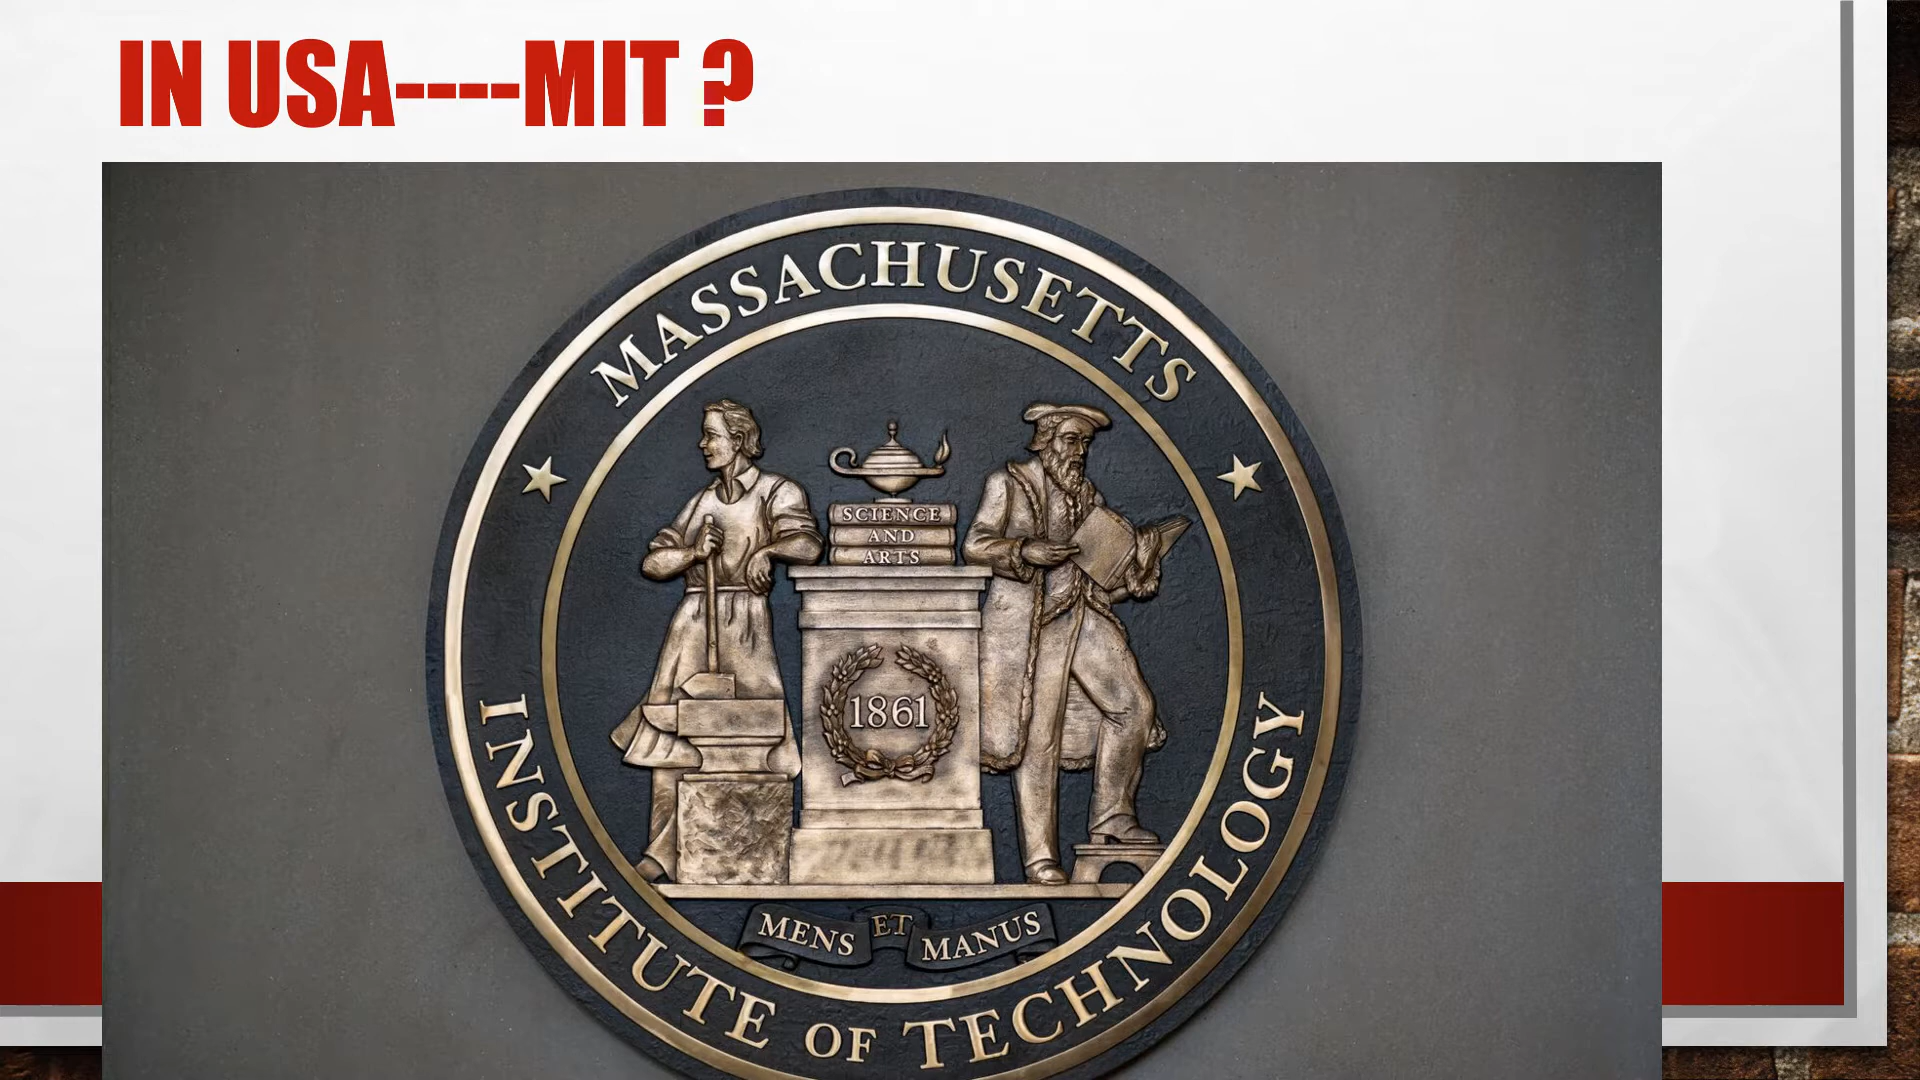 IN USA----MIT ?
MASSACHUSETTS
SCIENCE
AND
ARTS
1861
MENS ET MANUS
INSTITUTE OF TECHNOLOGY